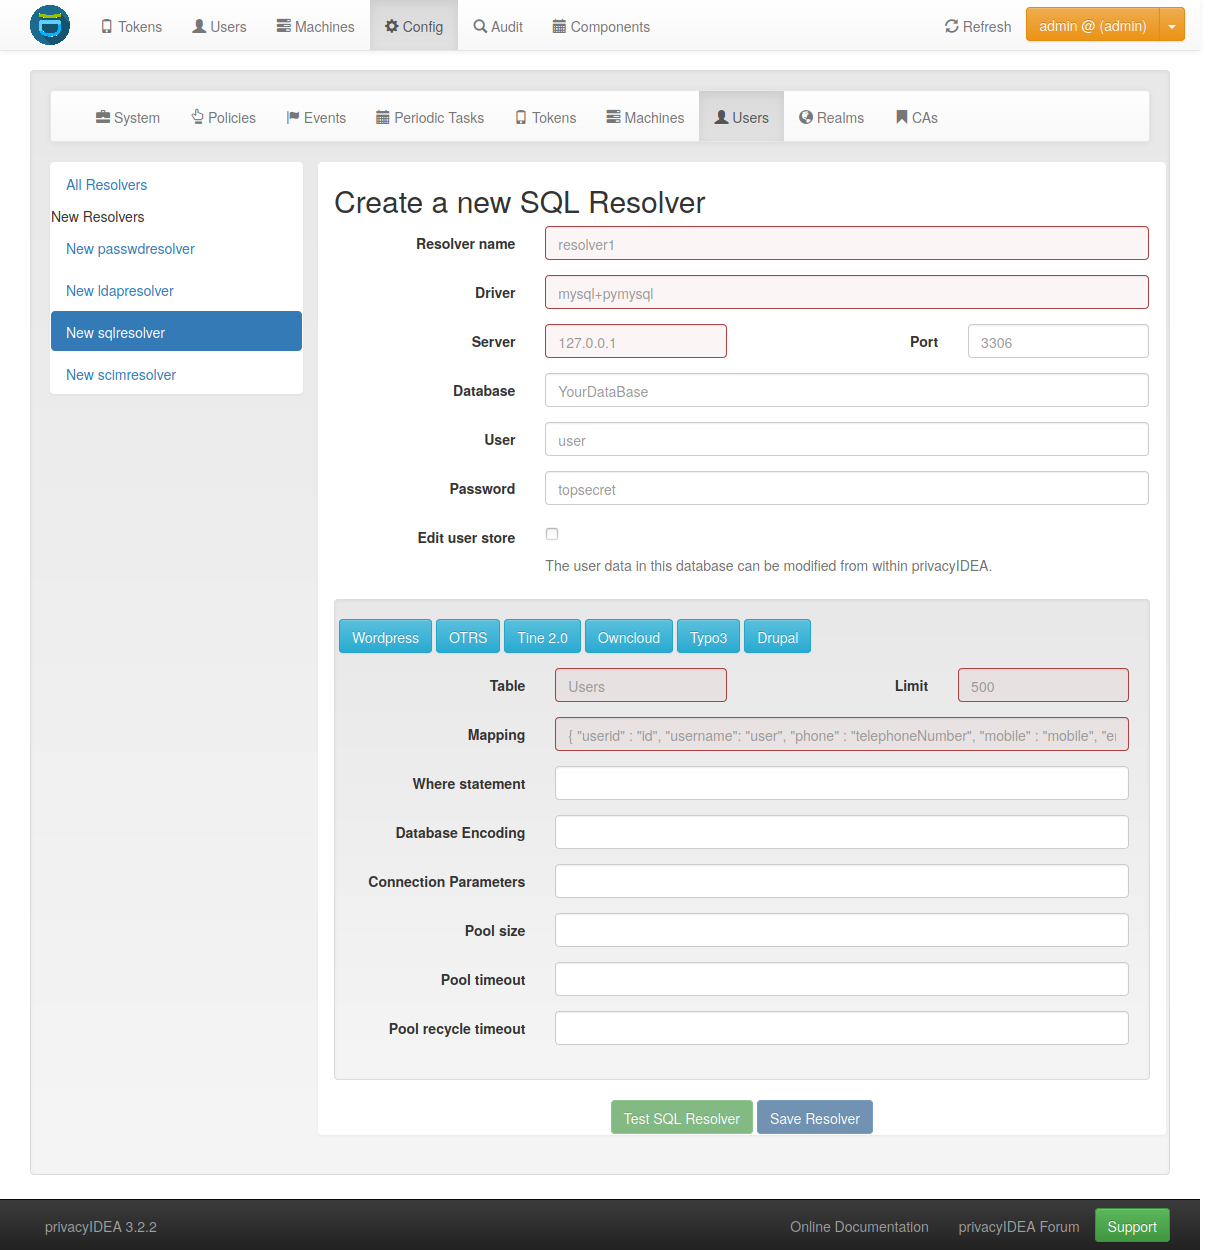 Tokens Users Machines Config Audit Components Refresh admin @ (admin)
System Policies Events Periodic Tasks Tokens Machines Users Realms CAs
All Resolvers
New Resolvers
New passwdresolver
New ldapresolver
New sqlresolver
New scimresolver
Create a new SQL Resolver
Resolver name resolver1
Driver mysql+pymysql
Server 127.0.0.1 Port 3306
Database YourDataBase
User user
Password topsecret
Edit user store
The user data in this database can be modified from within privacyIDEA.
Wordpress OTRS Tine 2.0 Owncloud Typo3 Drupal
Table Users Limit 500
Mapping { "userid" : "id", "username": "user", "phone" : "telephoneNumber", "mobile" : "mobile",
Where statement
Database Encoding
Connection Parameters
Pool size
Pool timeout
Pool recycle timeout
Test SQL Resolver Save Resolver
privacyIDEA 3.2.2 Online Documentation privacyIDEA Forum Support